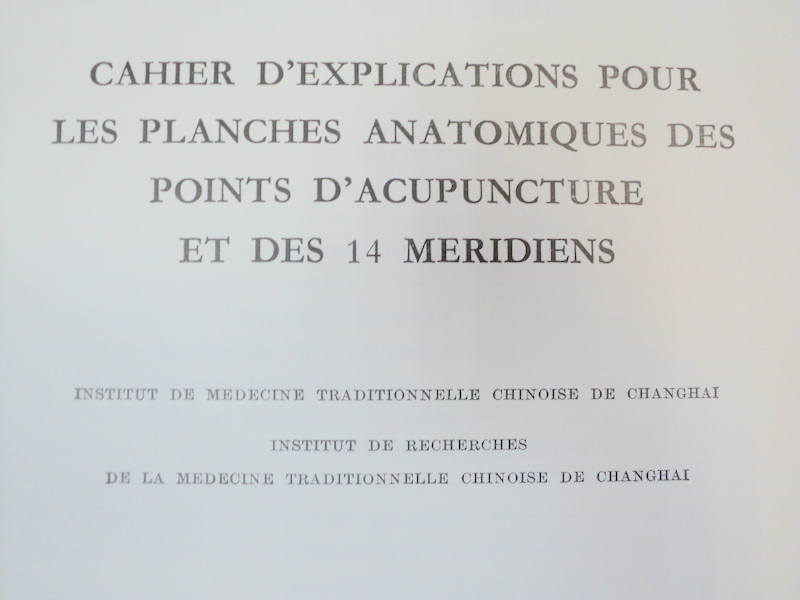 CAHIER D'EXPLICATIONS POUR
LES PLANCHES ANATOMIQUES DES
POINTS D'ACUPUNCTURE
ET DES 14 MERIDIENS
INSTITUT DE MEDECINE TRADITIONNELLE CHINOISE DE CHANGHAI
INSTITUT DE RECHERCHES
DE LA MEDECINE TRADITIONNELLE CHINOISE DE CHANGHAI